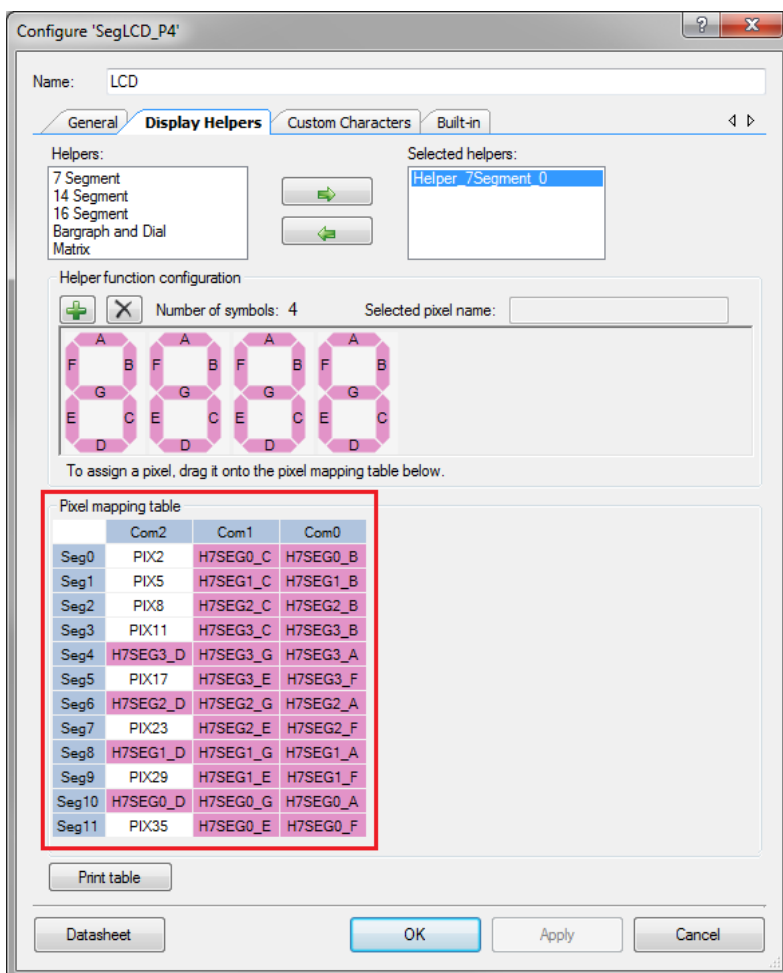 Configure 'SegLCD_P4'
Name: LCD
General Display Helpers Custom Characters Built-in
Helpers: Selected helpers:
7 Segment Helper_7Segment_0
14 Segment
16 Segment
Bargraph and Dial
Matrix
Helper function configuration
Number of symbols: 4 Selected pixel name:
A A A A
F B F B F B F B
G G G G
E C E C E C E C
D D D D
To assign a pixel, drag it onto the pixel mapping table below.
Pixel mapping table
Com2 Com1 Com0
Seg0 PIX2 H7SEG0_C H7SEG0_B
Seg1 PIX5 H7SEG1_C H7SEG1_B
Seg2 PIX8 H7SEG2_C H7SEG2_B
Seg3 PIX11 H7SEG3_C H7SEG3_B
Seg4 H7SEG3_D H7SEG3_G H7SEG3_A
Seg5 PIX17 H7SEG3_E H7SEG3_F
Seg6 H7SEG2_D H7SEG2_G H7SEG2_A
Seg7 PIX23 H7SEG2_E H7SEG2_F
Seg8 H7SEG1_D H7SEG1_G H7SEG1_A
Seg9 PIX29 H7SEG1_E H7SEG1_F
Seg10 H7SEG0_D H7SEG0_G H7SEG0_A
Seg11 PIX35 H7SEG0_E H7SEG0_F
Print table
Datasheet OK Apply Cancel